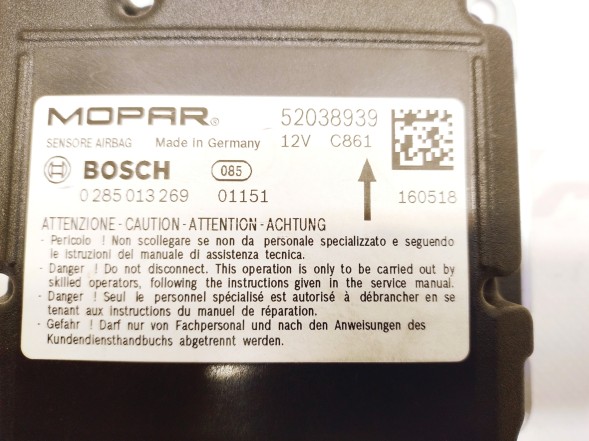 MOPAR® 52038939
SENSORE AIRBAG Made in Germany 12V C861
BOSCH 085
0 285 013 269 01151 160518
ATTENZIONE - CAUTION - ATTENTION - ACHTUNG
- Pericolo ! Non scollegare se non da personale specializzato e seguendo
le istruzioni del manuale di assistenza tecnica.
- Danger ! Do not disconnect. This operation is only to be carried out by
skilled operators, following the instructions given in the service manual.
- Danger ! Seul le personnel spécialisé est autorisé à débrancher en se
tenant aux instructions du manuel de réparation.
- Gefahr ! Darf nur von Fachpersonal und nach den Anweisungen des
Kundendiensthandbuchs abgetrennt werden.